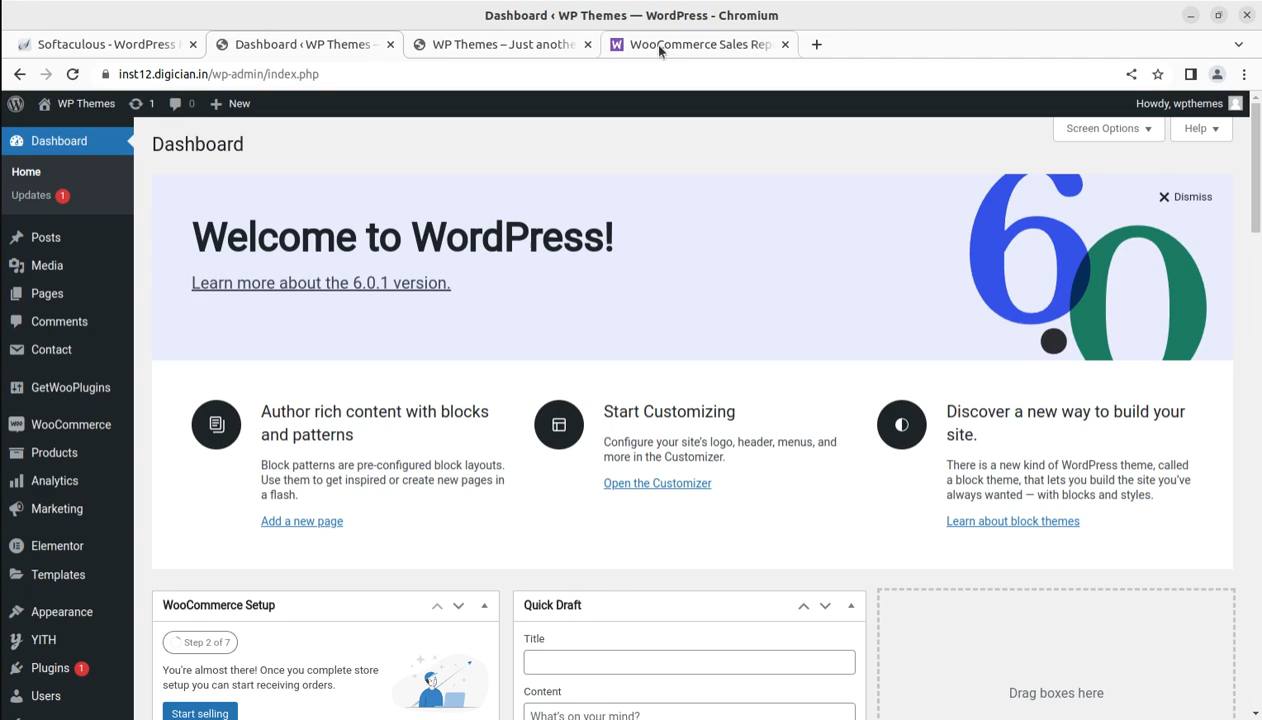 Dashboard ‹ WP Themes — WordPress - Chromium
Softaculous - WordPress
Dashboard ‹ WP Themes –
WP Themes – Just anoth
WooCommerce Sales Rep
inst12.digician.in/wp-admin/index.php
WP Themes
1
0
New
Howdy, wpthemes
Dashboard
Home
Updates 1
Posts
Media
Pages
Comments
Contact
GetWooPlugins
WooCommerce
Products
Analytics
Marketing
Elementor
Templates
Appearance
YITH
Plugins 1
Users
Dashboard
Screen Options
Help
Welcome to WordPress!
Learn more about the 6.0.1 version.
6.0
Dismiss
Author rich content with blocks
and patterns
Block patterns are pre-configured block layouts.
Use them to get inspired or create new pages in
a flash.
Add a new page
Start Customizing
Configure your site's logo, header, menus, and
more in the Customizer.
Open the Customizer
Discover a new way to build your
site.
There is a new kind of WordPress theme, called
a block theme, that lets you build the site you've
always wanted — with blocks and styles.
Learn about block themes
WooCommerce Setup
Step 2 of 7
You're almost there! Once you complete store
setup you can start receiving orders.
Start selling
Quick Draft
Title
Content
What's on your mind?
Drag boxes here